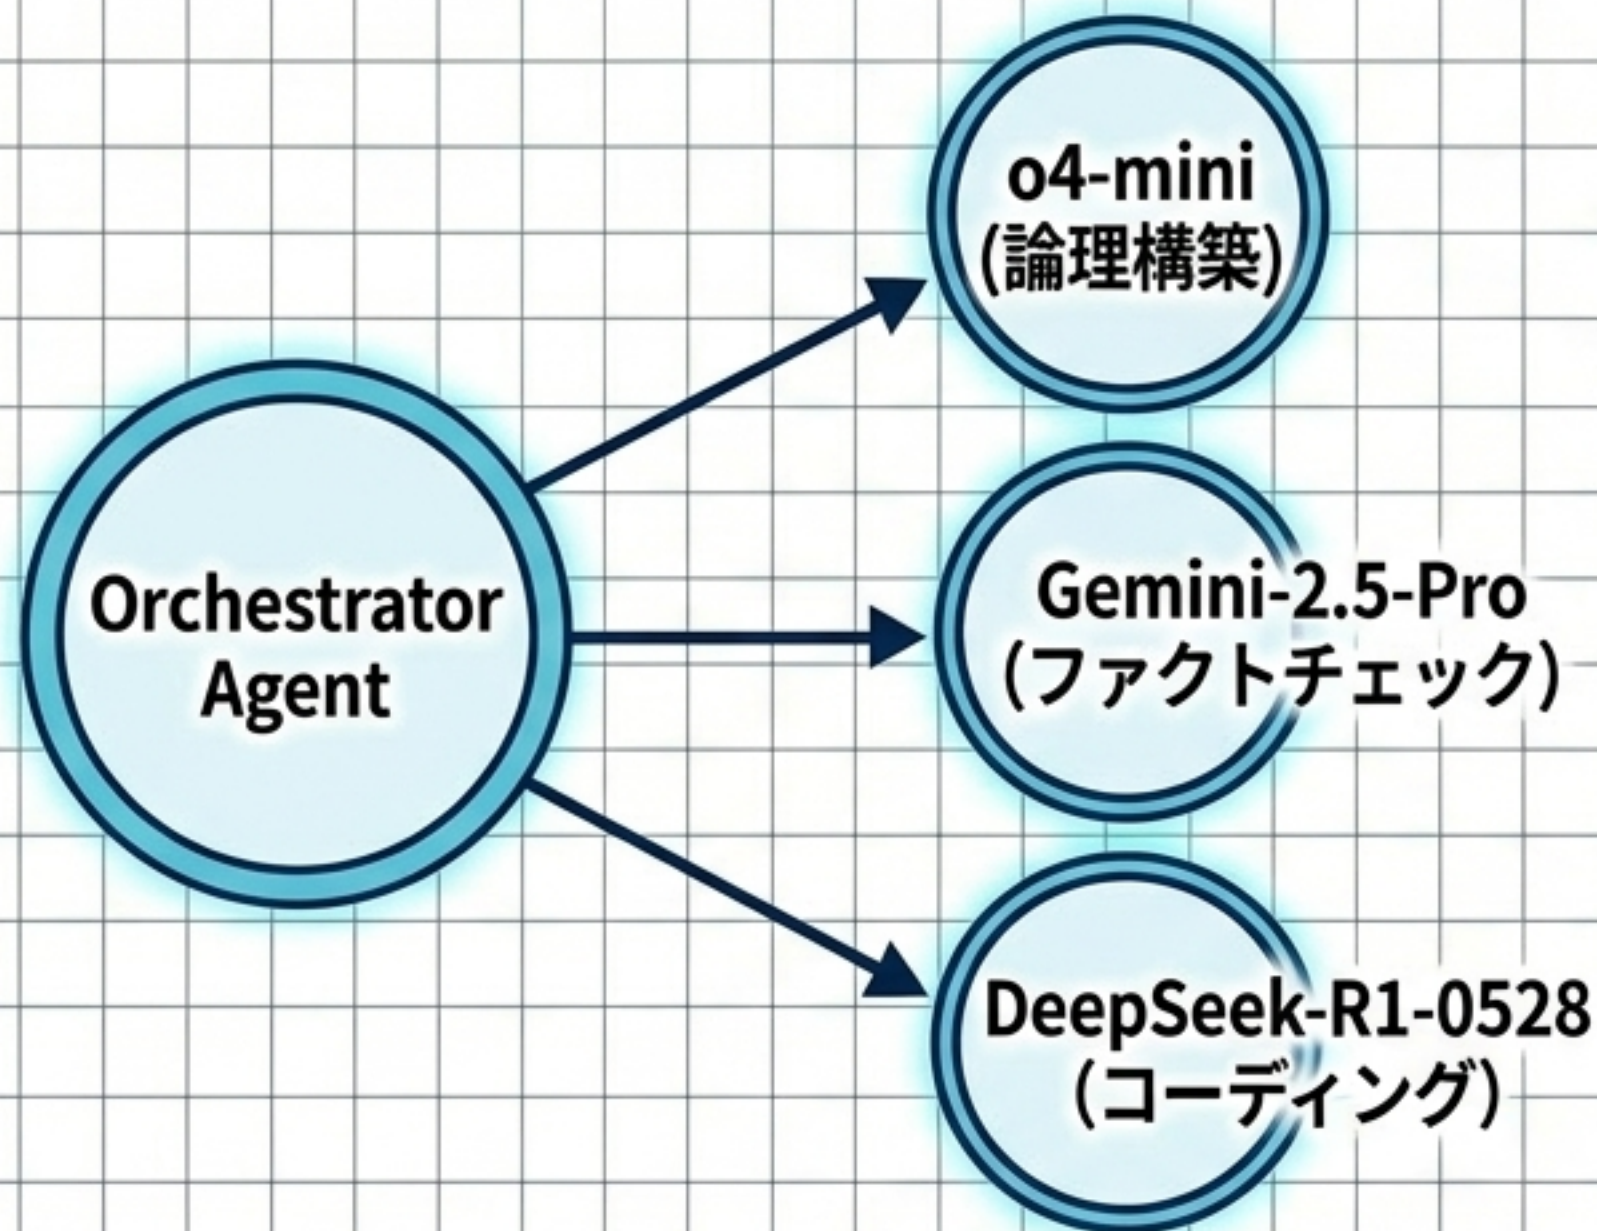 o4-mini
(論理構築)
Orchestrator
Agent
Gemini-2.5-Pro
(ファクトチェック)
DeepSeek-R1-0528
(コーディング)